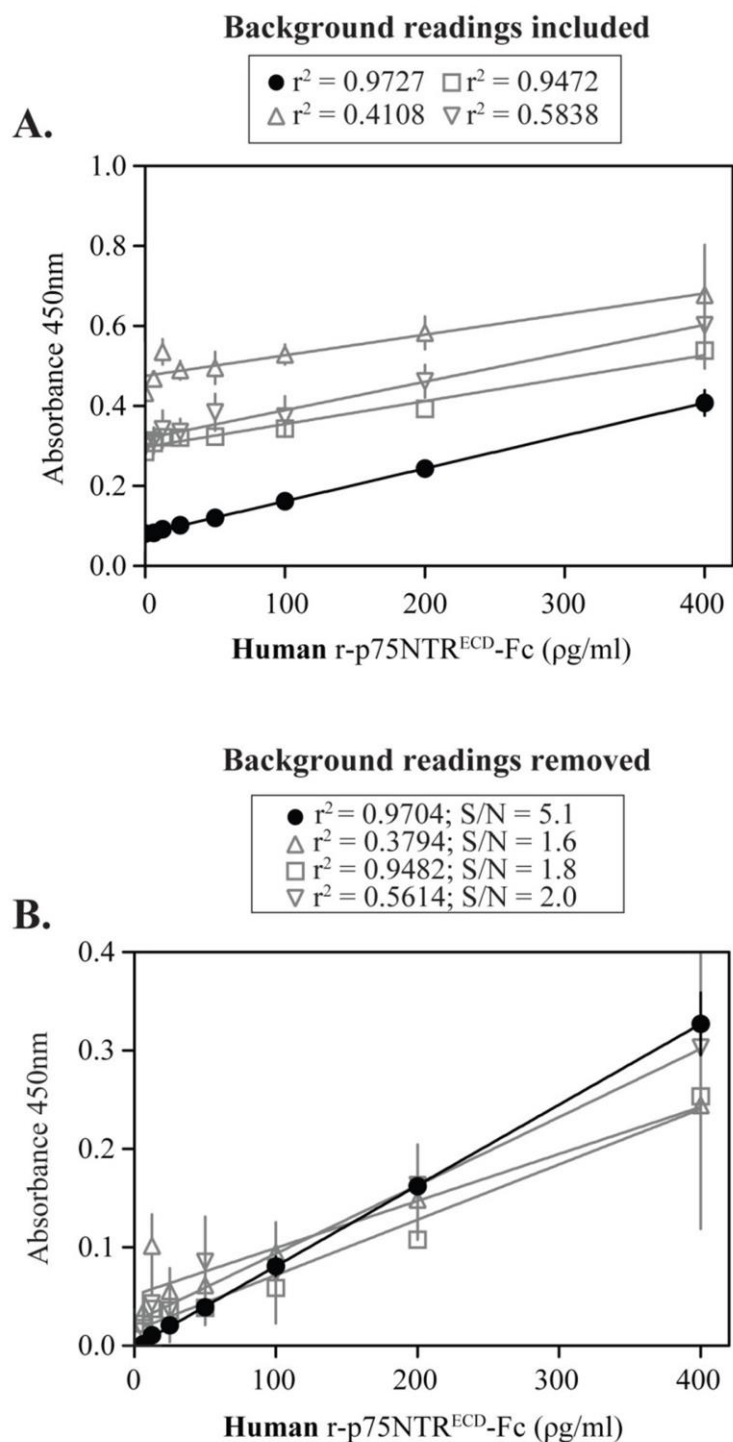 Background readings included
● r² = 0.9727 □ r² = 0.9472
△ r² = 0.4108 ▽ r² = 0.5838
A.
1.0
0.8
0.6
0.4
0.2
0.0
Absorbance 450nm
0 100 200 300 400
Human r-p75NTRᴱᶜᴰ-Fc (ρg/ml)
Background readings removed
● r² = 0.9704; S/N = 5.1
△ r² = 0.3794; S/N = 1.6
□ r² = 0.9482; S/N = 1.8
▽ r² = 0.5614; S/N = 2.0
B.
0.4
0.3
0.2
0.1
0.0
Absorbance 450nm
0 100 200 300 400
Human r-p75NTRᴱᶜᴰ-Fc (ρg/ml)